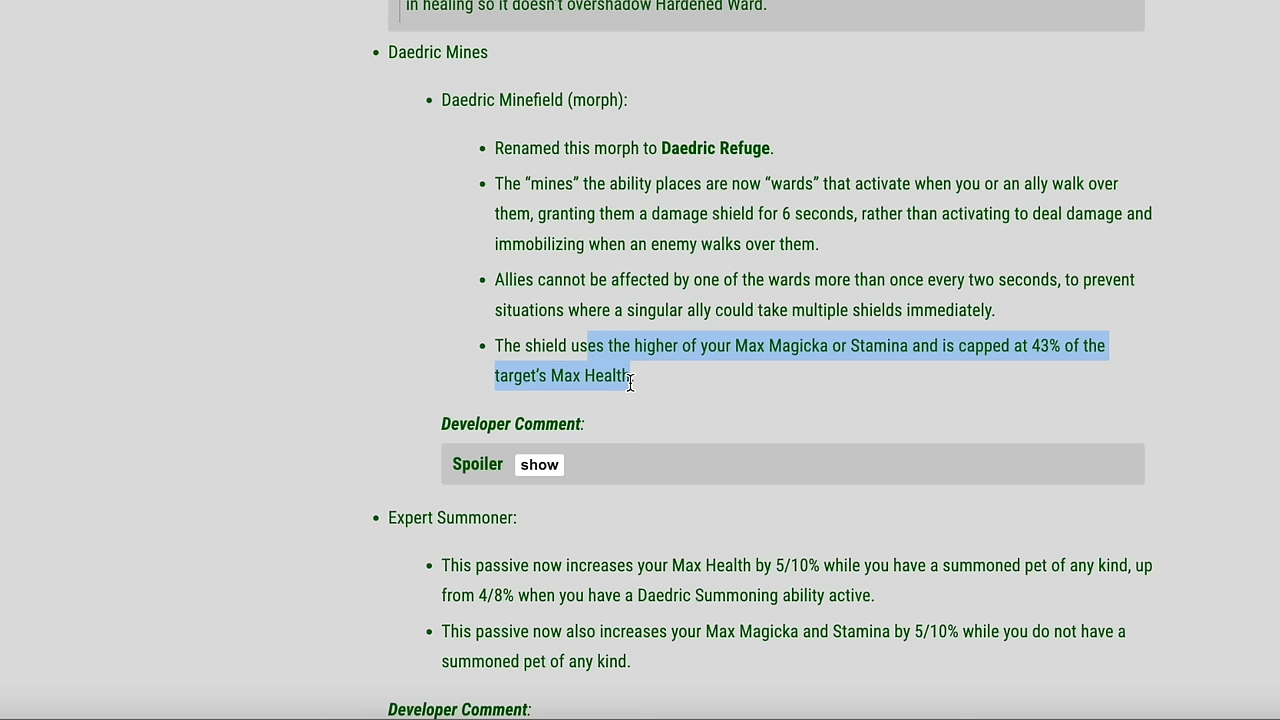 in healing so it doesn't overshadow Hardened Ward.
• Daedric Mines
• Daedric Minefield (morph):
• Renamed this morph to Daedric Refuge.
• The “mines” the ability places are now “wards” that activate when you or an ally walk over
them, granting them a damage shield for 6 seconds, rather than activating to deal damage and
immobilizing when an enemy walks over them.
• Allies cannot be affected by one of the wards more than once every two seconds, to prevent
situations where a singular ally could take multiple shields immediately.
• The shield uses the higher of your Max Magicka or Stamina and is capped at 43% of the
target’s Max Health.
Developer Comment:
Spoiler show
• Expert Summoner:
• This passive now increases your Max Health by 5/10% while you have a summoned pet of any kind, up
from 4/8% when you have a Daedric Summoning ability active.
• This passive now also increases your Max Magicka and Stamina by 5/10% while you do not have a
summoned pet of any kind.
Developer Comment: